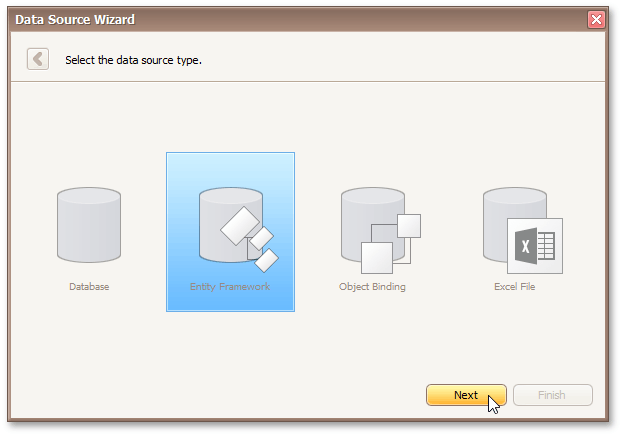 Data Source Wizard
Select the data source type.
Database
Entity Framework
Object Binding
Excel File
Next
Finish